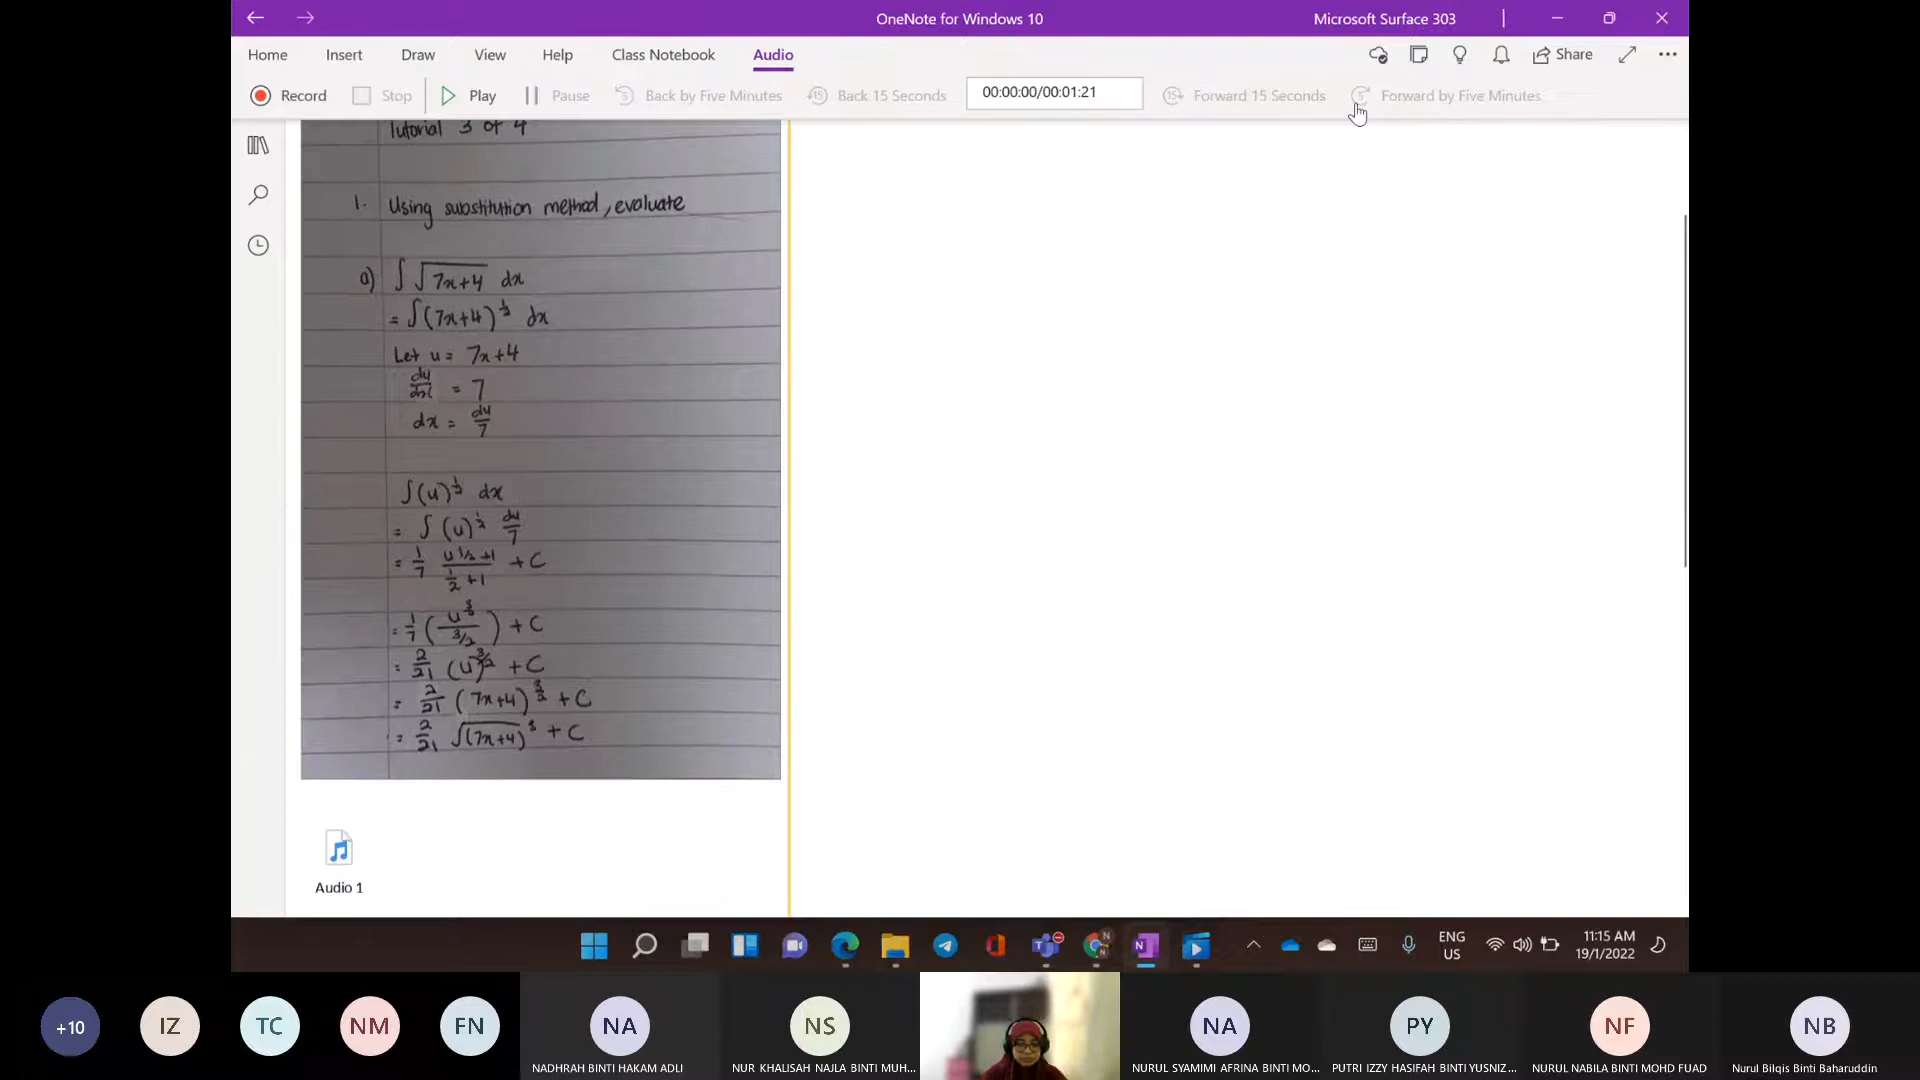 OneNote for Windows 10
Microsoft Surface 303
Home Insert Draw View Help Class Notebook Audio Share
Record Stop Play Pause Back by Five Minutes Back 15 Seconds 00:00:00/00:01:21 Forward 15 Seconds Forward by Five Minutes
Tutorial 3 of 4
1. Using substitution method, evaluate
a) ∫ √(7x+4) dx
= ∫(7x+4)^(1/2) dx
Let u = 7x+4
du/dx = 7
dx = du/7
∫(u)^(1/2) dx
= ∫ (u)^(1/2) du/7
= 1/7 u^(1/2 +1)/(1/2 +1) + C
= 1/7 (u^(3/2)/(3/2)) + C
= 2/21 (u)^(3/2) + C
= 2/21 (7x+4)^(3/2) + C
= 2/21 √(7x+4)^3 + C
Audio 1
ENG
US
11:15 AM
19/1/2022
+10 IZ TC NM FN NA NS NA PY NF NB
NADHRAH BINTI HAKAM ADLI
NUR KHALISAH NAJLA BINTI MUH...
NURUL SYAMIMI AFRINA BINTI MO...
PUTRI IZZY HASIFAH BINTI YUSNIZ...
NURUL NABILA BINTI MOHD FUAD
Nurul Bilqis Binti Baharuddin